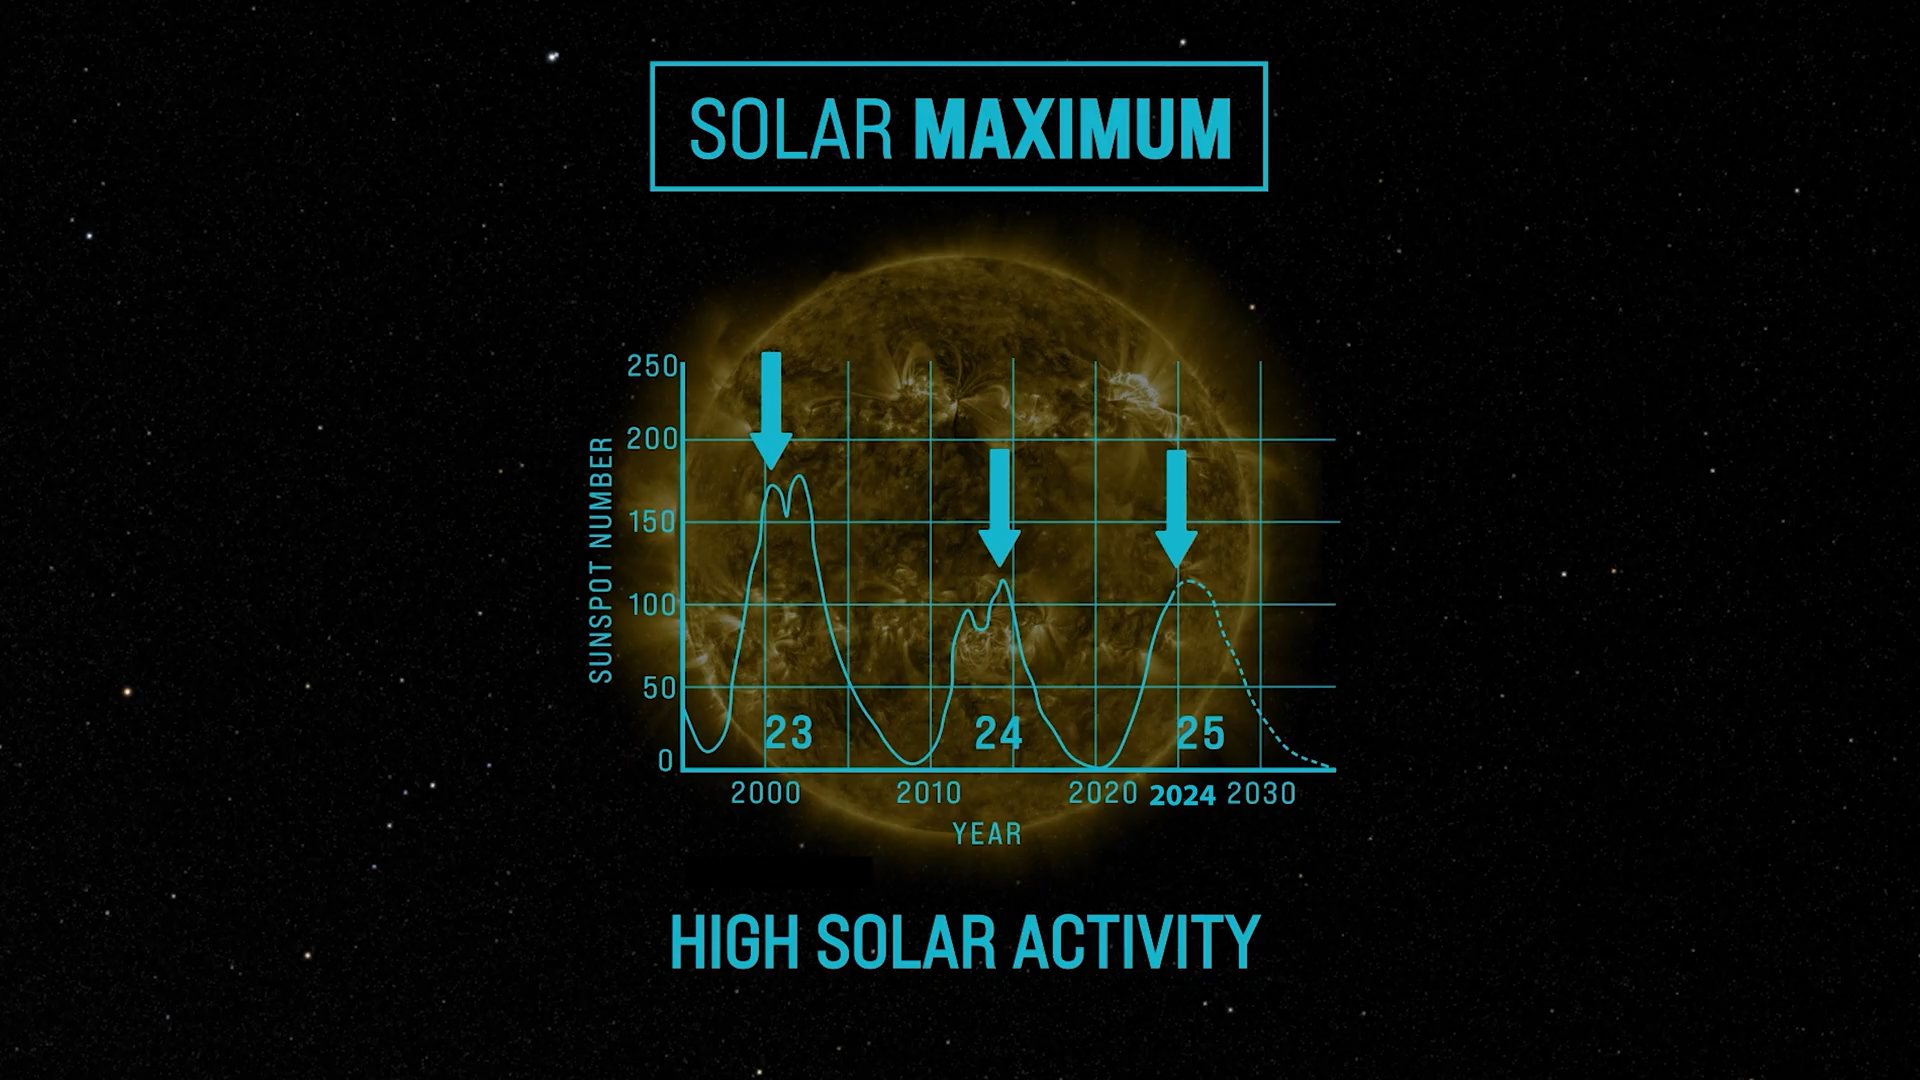 SOLAR MAXIMUM
250
200
150
100
50
0
SUNSPOT NUMBER
23 24 25
2000 2010 2020 2024 2030
YEAR
HIGH SOLAR ACTIVITY